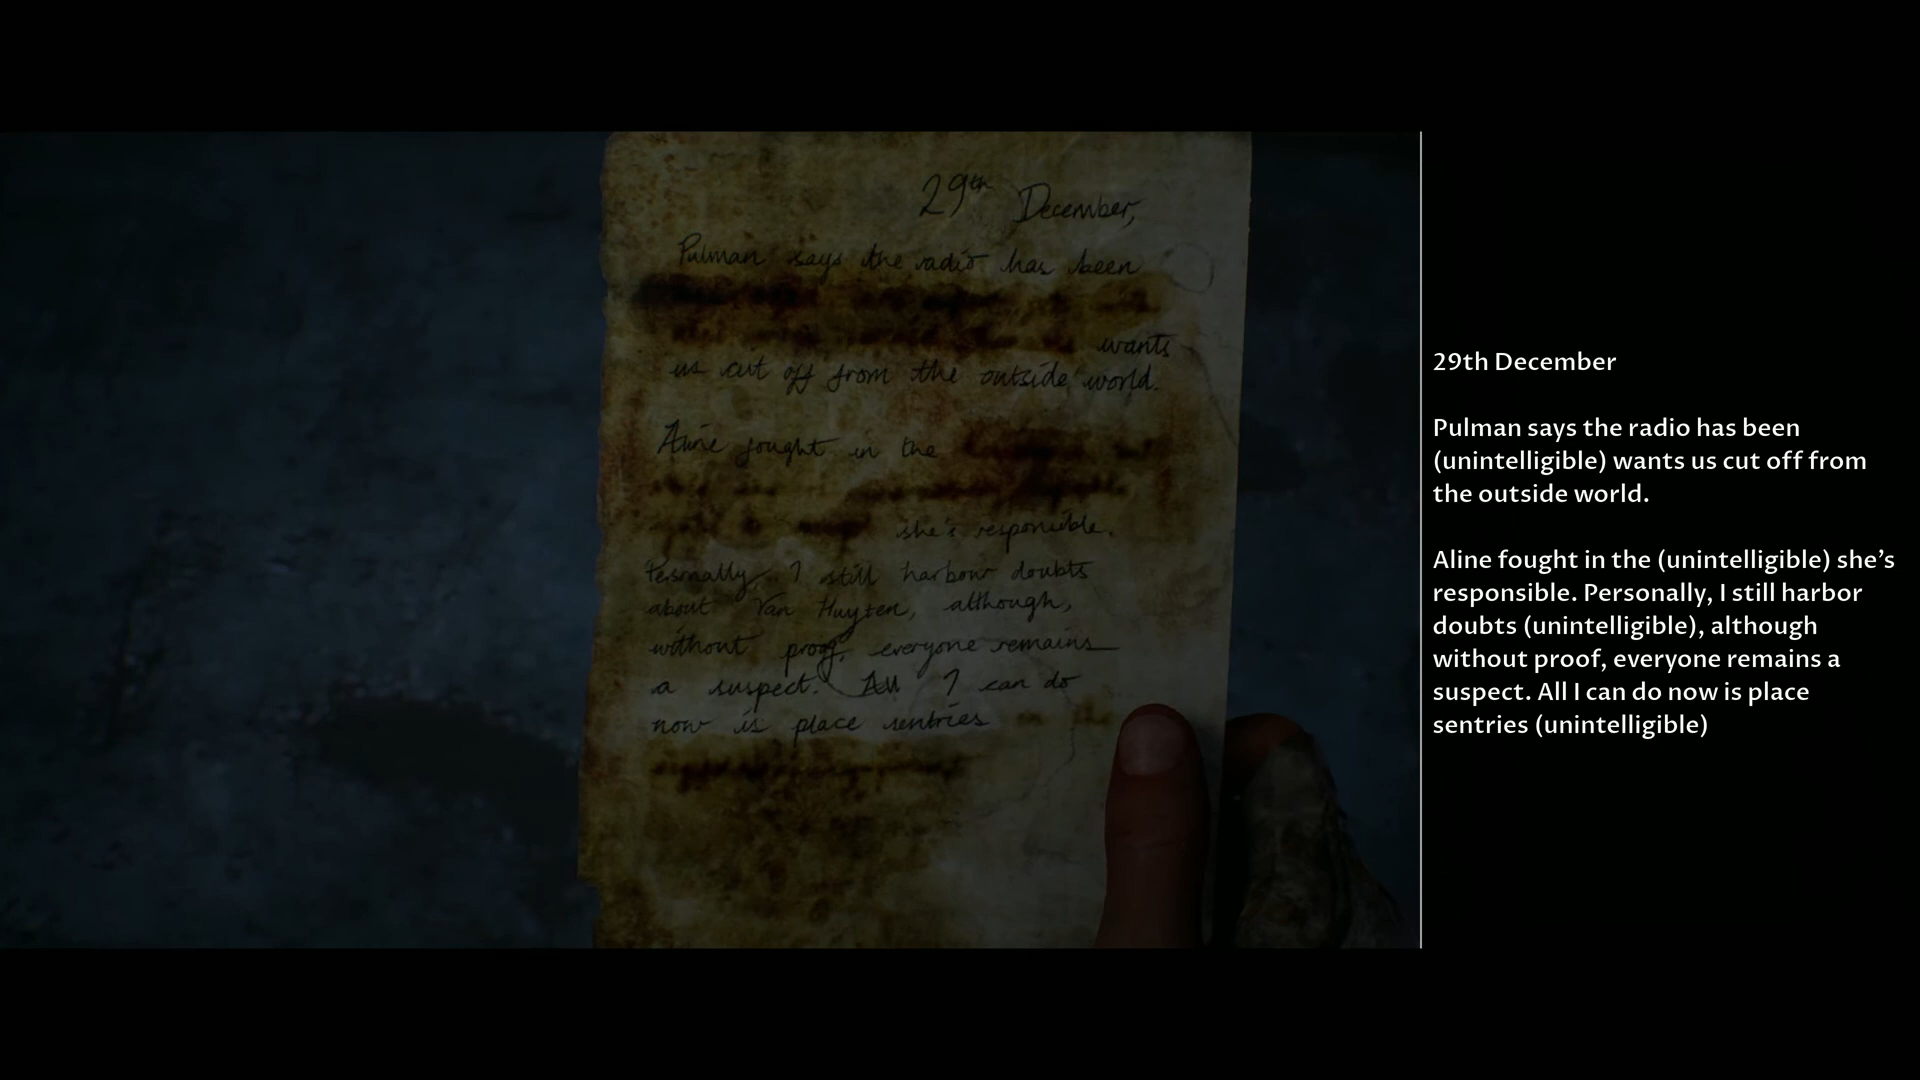 29th December,
Pulman says the radio has been
wants
us cut off from the outside world.
Aline fought in the
she's responsible.
Personally, I still harbour doubts
about Van Huyten, although,
without proof, everyone remains
a suspect. All I can do
now is place sentries in the
29th December
Pulman says the radio has been
(unintelligible) wants us cut off from
the outside world.
Aline fought in the (unintelligible) she’s
responsible. Personally, I still harbor
doubts (unintelligible), although
without proof, everyone remains a
suspect. All I can do now is place
sentries (unintelligible)